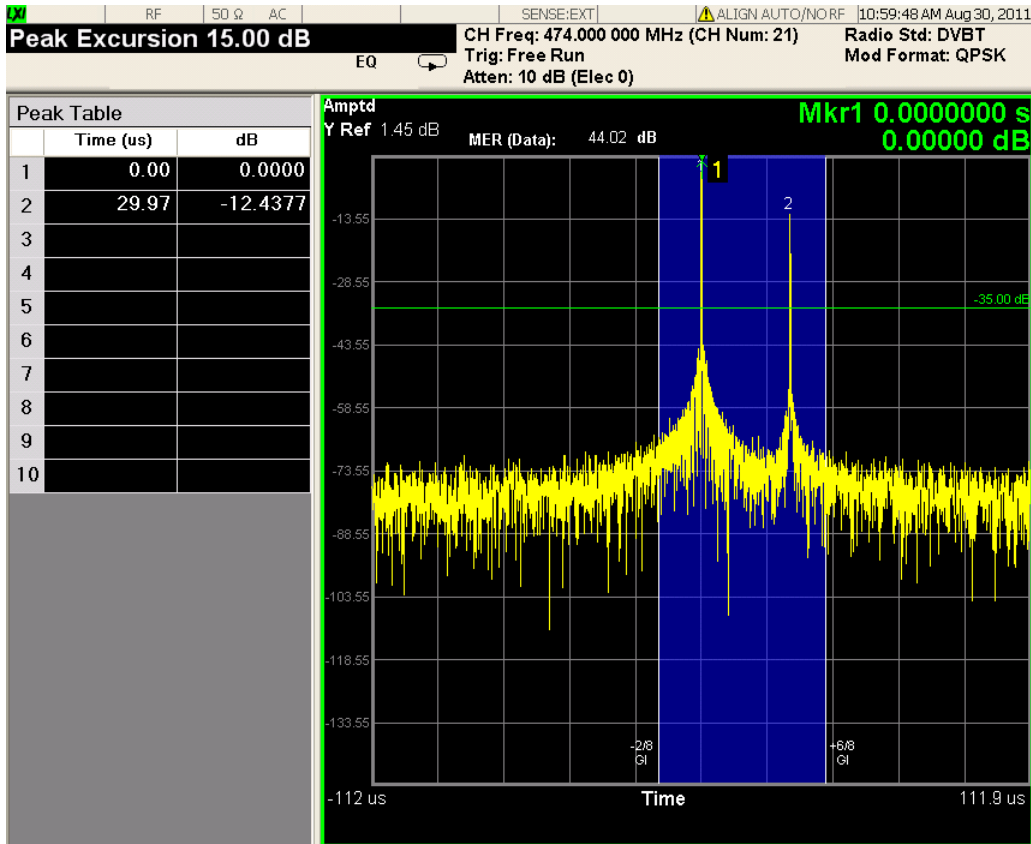 LXI RF 50 Ω AC SENSE:EXT ALIGN AUTO/NO RF 10:59:48 AM Aug 30, 2011
Peak Excursion 15.00 dB
EQ
CH Freq: 474.000 000 MHz (CH Num: 21)
Trig: Free Run
Atten: 10 dB (Elec 0)
Radio Std: DVBT
Mod Format: QPSK
Peak Table
Time (us) dB
1 0.00 0.0000
2 29.97 -12.4377
3
4
5
6
7
8
9
10
Amptd
Y Ref 1.45 dB
MER (Data): 44.02 dB
Mkr1 0.0000000 s
0.00000 dB
1
2
-13.55
-28.55
-35.00 dB
-43.55
-58.55
-73.55
-88.55
-103.55
-118.55
-133.55
-2/8
GI
+6/8
GI
-112 us Time 111.9 us